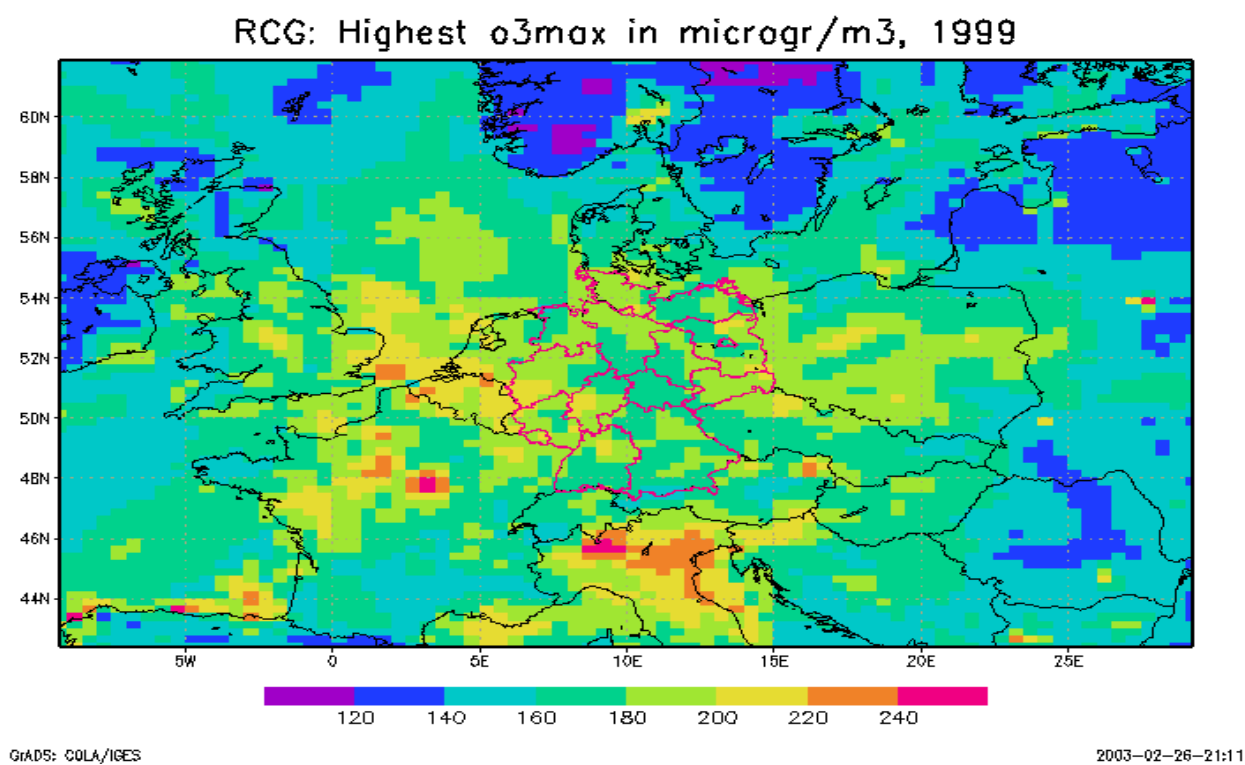 RCG: Highest o3max in microgr/m3, 1999
60N
58N
56N
54N
52N
50N
48N
46N
44N
5W 0 5E 10E 15E 20E 25E
120 140 160 180 200 220 240
GrADS: COLA/IGES 2003-02-26-21:11